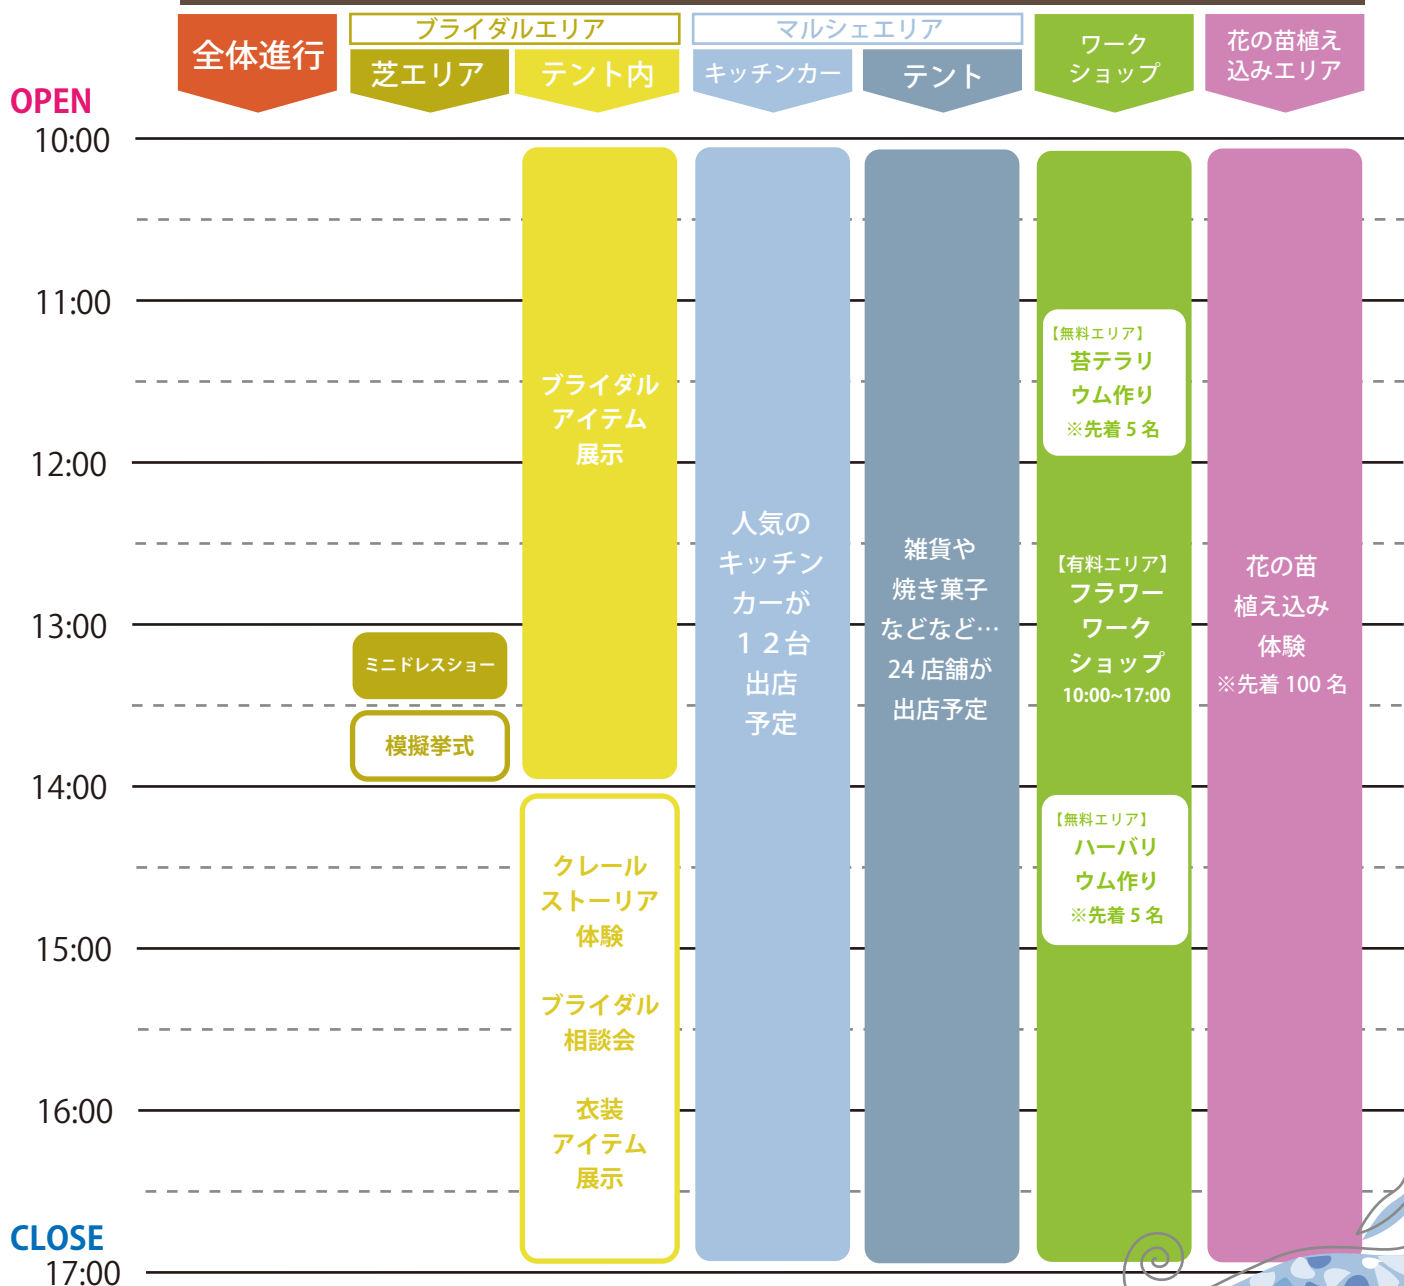 ブライダルエリア
マルシェエリア
全体進行
芝エリア
テント内
キッチンカー
テント
ワーク
ショップ
花の苗植え
込みエリア
OPEN
10:00
11:00
12:00
13:00
14:00
15:00
16:00
CLOSE
17:00
ミニドレスショー
模擬挙式
ブライダル
アイテム
展示
クレール
ストーリア
体験
ブライダル
相談会
衣装
アイテム
展示
人気の
キッチン
カーが
１２台
出店
予定
雑貨や
焼き菓子
などなど…
24 店舗が
出店予定
【無料エリア】
苔テラリ
ウム作り
※先着 5 名
【有料エリア】
フラワー
ワーク
ショップ
10:00~17:00
【無料エリア】
ハーバリ
ウム作り
※先着 5 名
花の苗
植え込み
体験
※先着 100 名